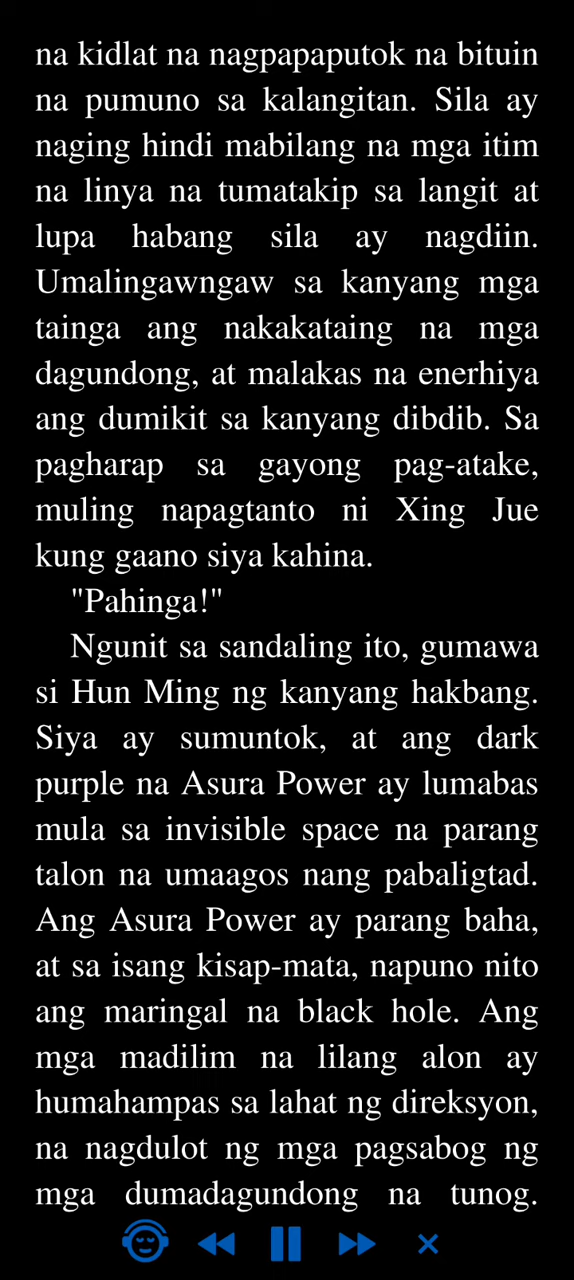 na kidlat na nagpapaputok na bituin
na pumuno sa kalangitan. Sila ay
naging hindi mabilang na mga itim
na linya na tumatakip sa langit at
lupa habang sila ay nagdiin.
Umalingawngaw sa kanyang mga
tainga ang nakakataing na mga
dagundong, at malakas na enerhiya
ang dumikit sa kanyang dibdib. Sa
pagharap sa gayong pag-atake,
muling napagtanto ni Xing Jue
kung gaano siya kahina.
"Pahinga!"
Ngunit sa sandaling ito, gumawa
si Hun Ming ng kanyang hakbang.
Siya ay sumuntok, at ang dark
purple na Asura Power ay lumabas
mula sa invisible space na parang
talon na umaagos nang pabaligtad.
Ang Asura Power ay parang baha,
at sa isang kisap-mata, napuno nito
ang maringal na black hole. Ang
mga madilim na lilang alon ay
humahampas sa lahat ng direksyon,
na nagdulot ng mga pagsabog ng
mga dumadagundong na tunog.